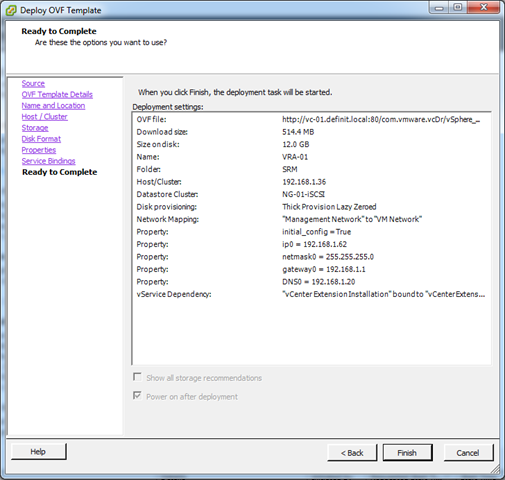 Deploy OVF Template
Ready to Complete
Are these the options you want to use?
Source
OVF Template Details
Name and Location
Host / Cluster
Storage
Disk Format
Properties
Service Bindings
Ready to Complete
When you click Finish, the deployment task will be started.
Deployment settings:
OVF file: http://vc-01.definit.local:80/com.vmware.vcDr/vSphere_...
Download size: 514.4 MB
Size on disk: 12.0 GB
Name: VRA-01
Folder: SRM
Host/Cluster: 192.168.1.36
Datastore Cluster: NG-01-iSCSI
Disk provisioning: Thick Provision Lazy Zeroed
Network Mapping: "Management Network" to "VM Network"
Property: initial_config = True
Property: ip0 = 192.168.1.62
Property: netmask0 = 255.255.255.0
Property: gateway0 = 192.168.1.1
Property: DNS0 = 192.168.1.20
vService Dependency: "vCenter Extension Installation" bound to "vCenterExtens...
Show all storage recommendations
Power on after deployment
Help
< Back
Finish
Cancel